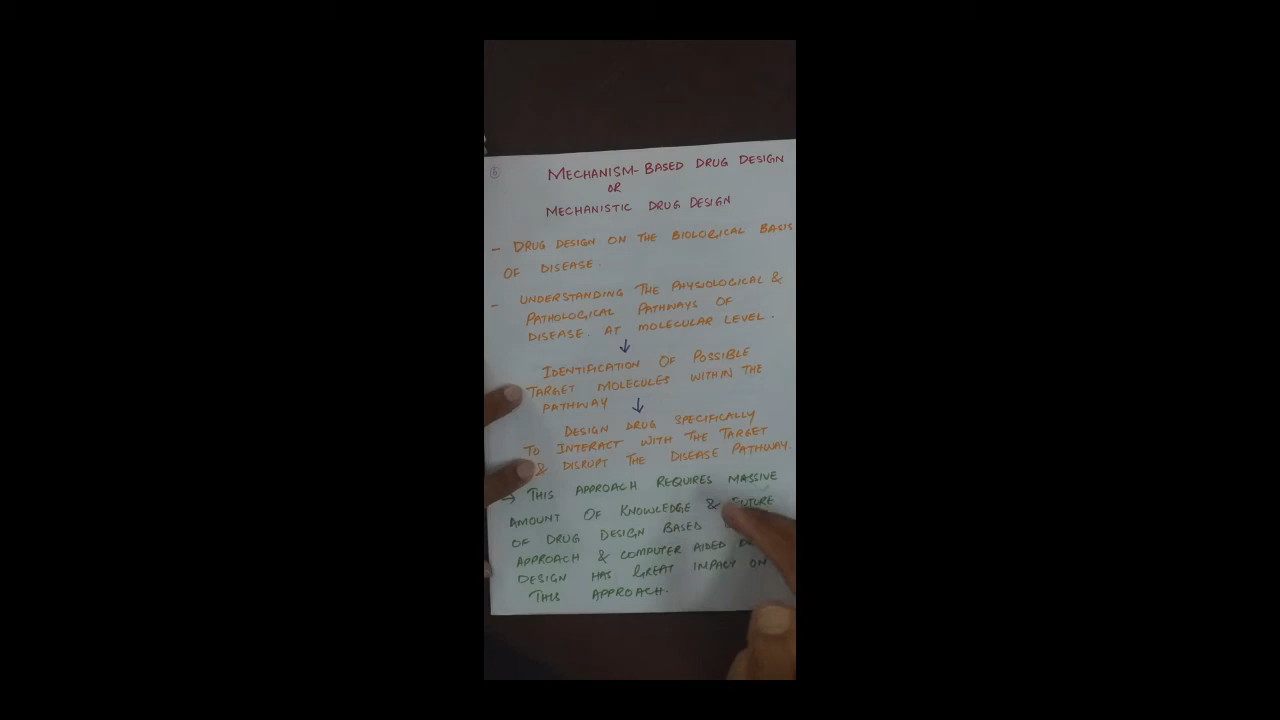 6
MECHANISM-BASED DRUG DESIGN
OR
MECHANISTIC DRUG DESIGN
- DRUG DESIGN ON THE BIOLOGICAL BASIS
OF DISEASE.
- UNDERSTANDING THE PHYSIOLOGICAL &
PATHOLOGICAL PATHWAYS OF
DISEASE. AT MOLECULAR LEVEL.
↓
IDENTIFICATION OF POSSIBLE
TARGET MOLECULES WITHIN THE
PATHWAY ↓
DESIGN DRUG SPECIFICALLY
TO INTERACT WITH THE TARGET
& DISRUPT THE DISEASE PATHWAY.
→ THIS APPROACH REQUIRES MASSIVE
AMOUNT OF KNOWLEDGE & FUTURE
OF DRUG DESIGN BASED
APPROACH & COMPUTER AIDED
DESIGN HAS GREAT IMPACT ON
THIS APPROACH.